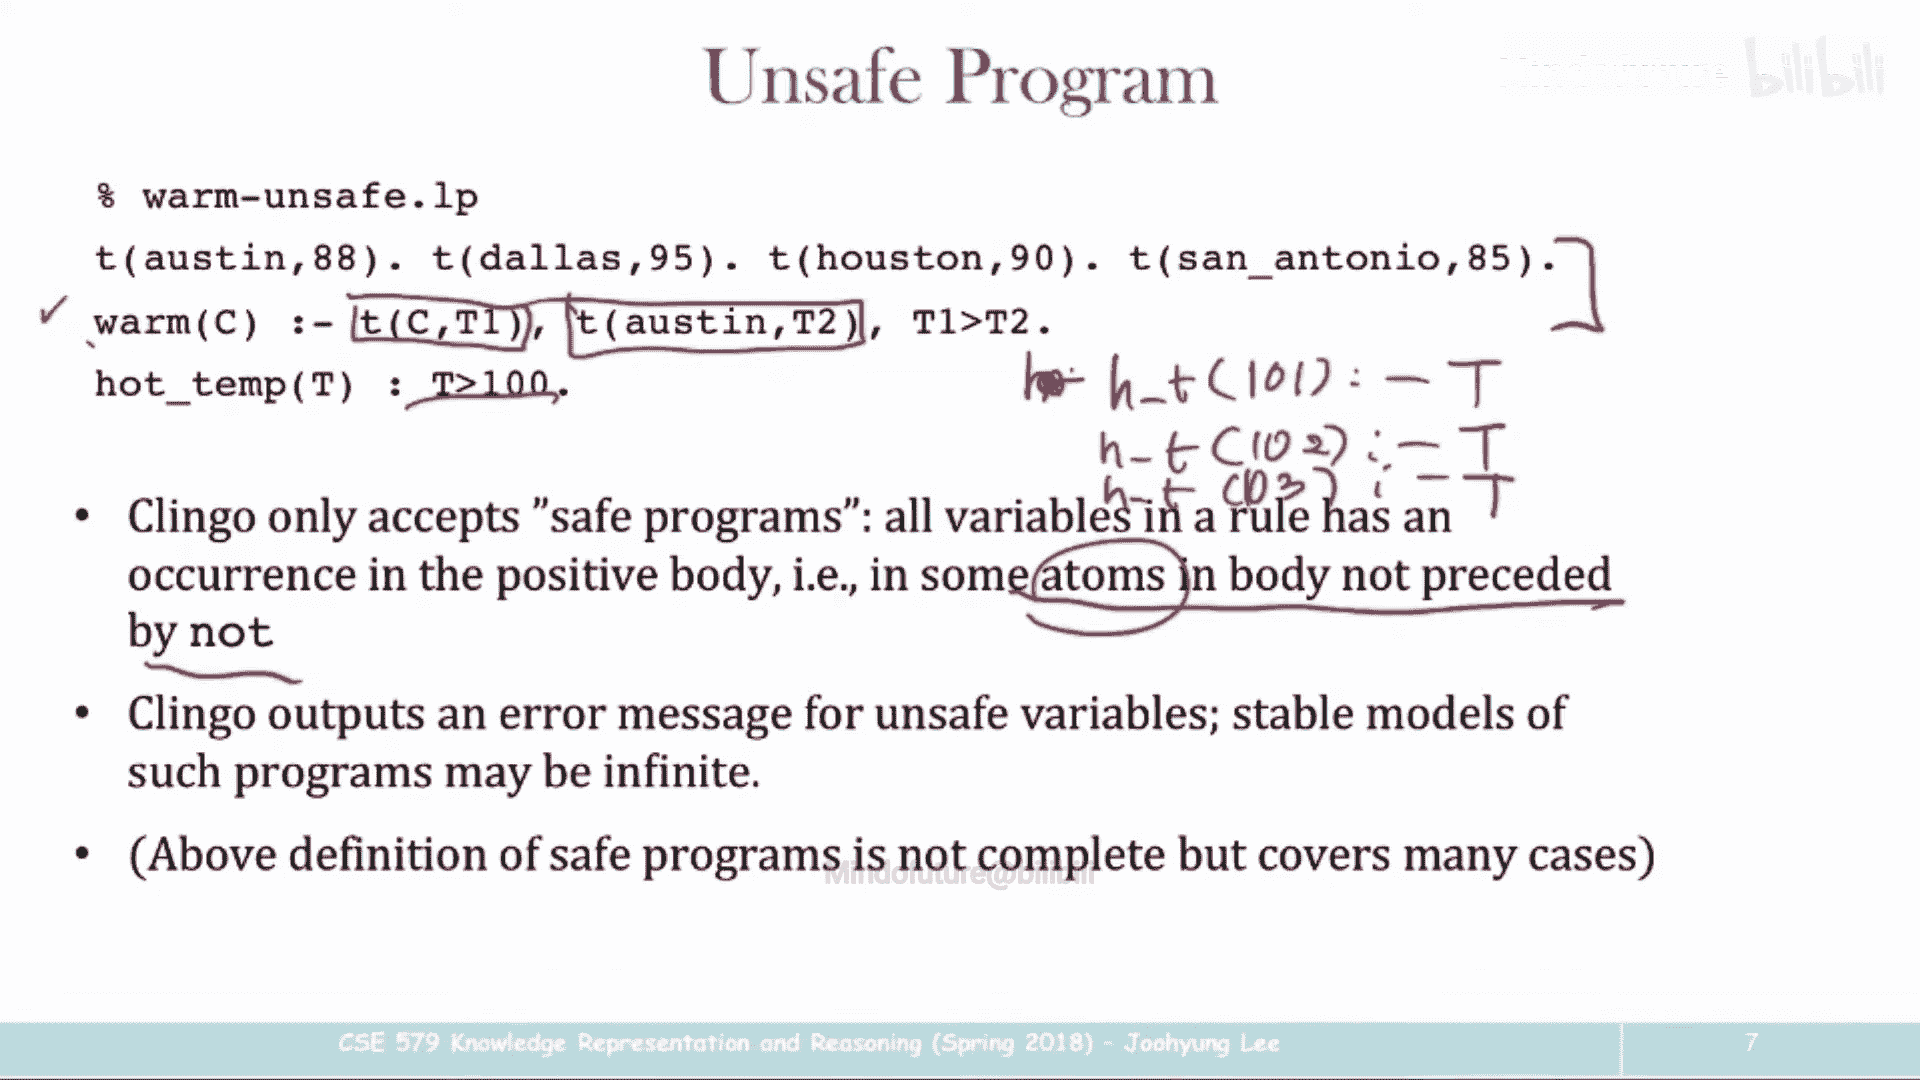 Unsafe Program
bilibili
% warm-unsafe.lp
t(austin,88). t(dallas,95). t(houston,90). t(san_antonio,85).
✓ warm(C) :- t(C,T1), t(austin,T2), T1>T2.
hot_temp(T) : T>100.
h_t(101) :- T
h-t(102) :- T
h-t(103) : - T
• Clingo only accepts ”safe programs”: all variables in a rule has an
occurrence in the positive body, i.e., in some atoms in body not preceded
by not
• Clingo outputs an error message for unsafe variables; stable models of
such programs may be infinite.
• (Above definition of safe programs is not complete but covers many cases)
Mindofuture@bilibili
CSE 579 Knowledge Representation and Reasoning (Spring 2018) - Joohyung Lee
7